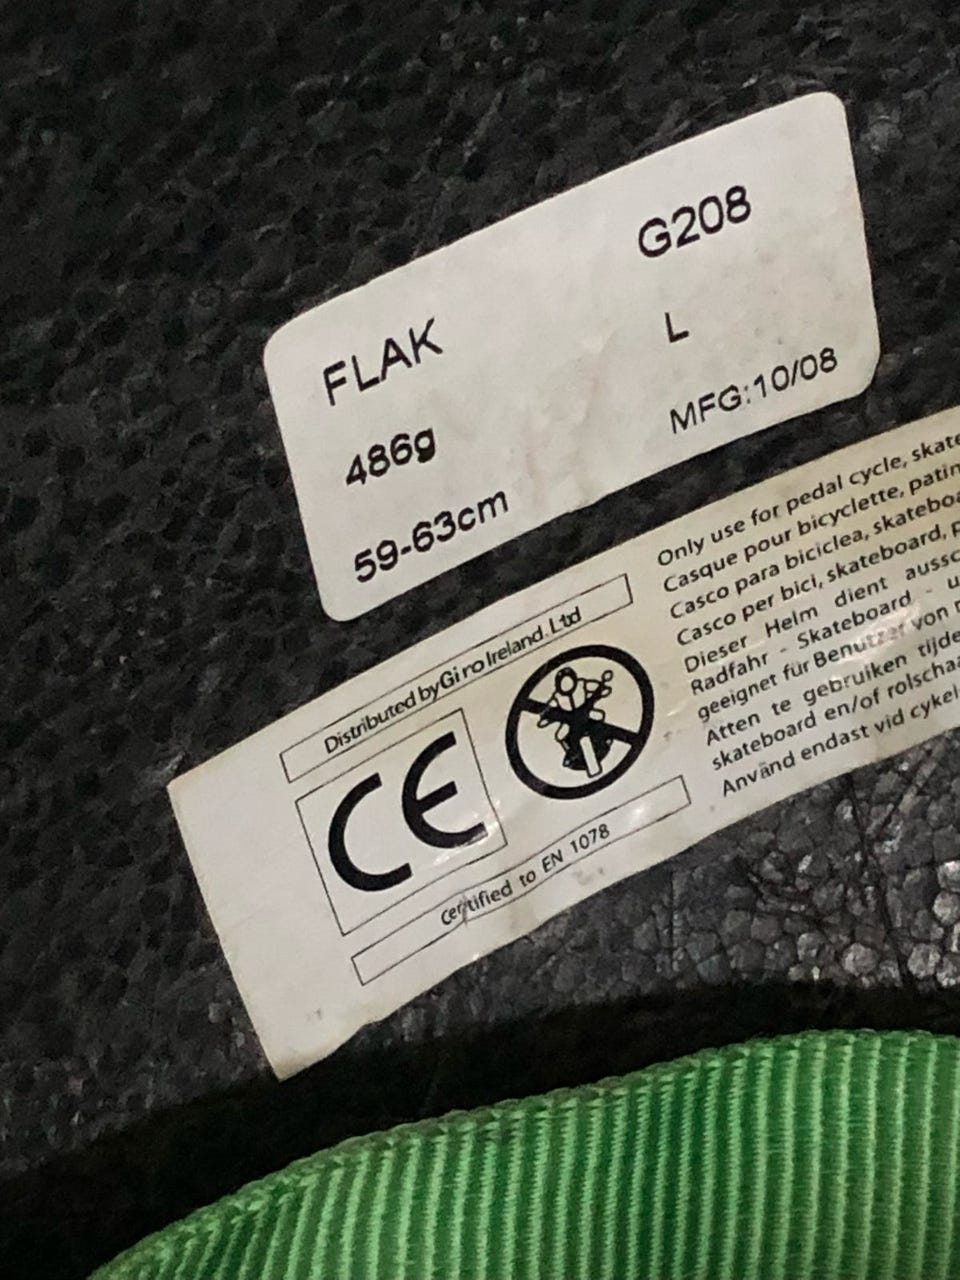 FLAK
G208
486g
L
59-63cm
MFG:10/08
Distributed by Giro Ireland. Ltd
CE
Certified to EN 1078
Only use for pedal cycle, skate
Casque pour bicyclette, patin
Casco para biciclea, skateboa
Casco per bici, skateboard, p
Dieser Helm dient aussc
Radfahr - Skateboard - u
geeignet für Benutzer von r
Atten te gebruiken tijde
skateboard en/of rolschaa
Använd endast vid cykel